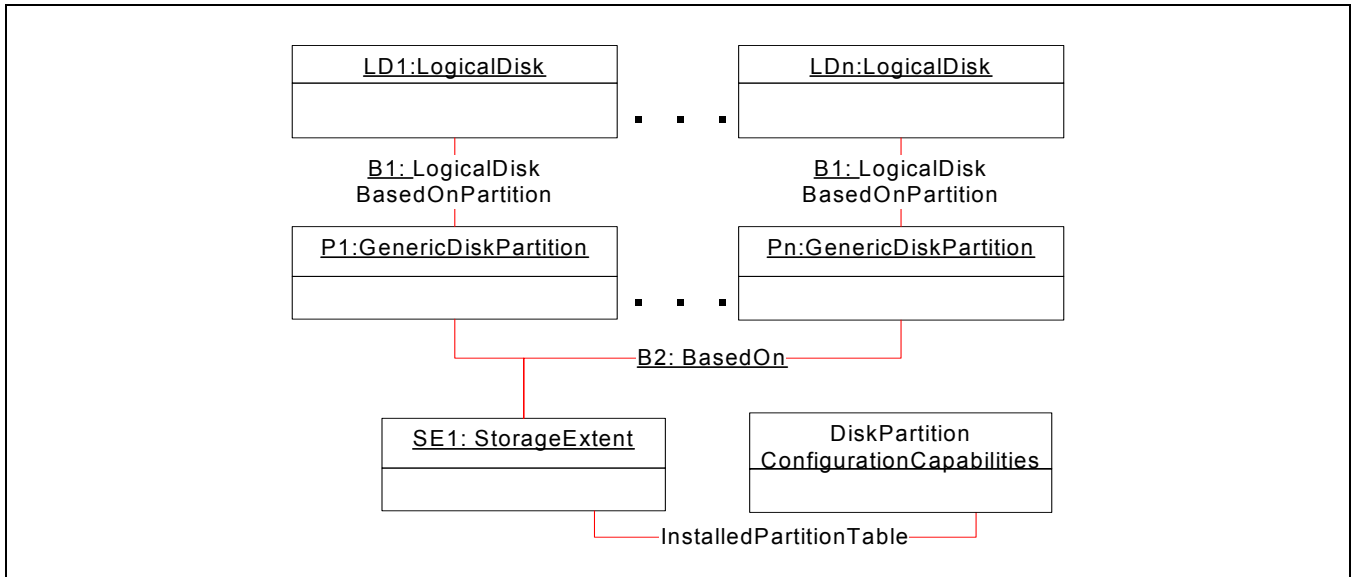 LD1:LogicalDisk
LDn:LogicalDisk
B1: LogicalDisk
BasedOnPartition
B1: LogicalDisk
BasedOnPartition
P1:GenericDiskPartition
Pn:GenericDiskPartition
B2: BasedOn
SE1: StorageExtent
DiskPartition
ConfigurationCapabilities
InstalledPartitionTable